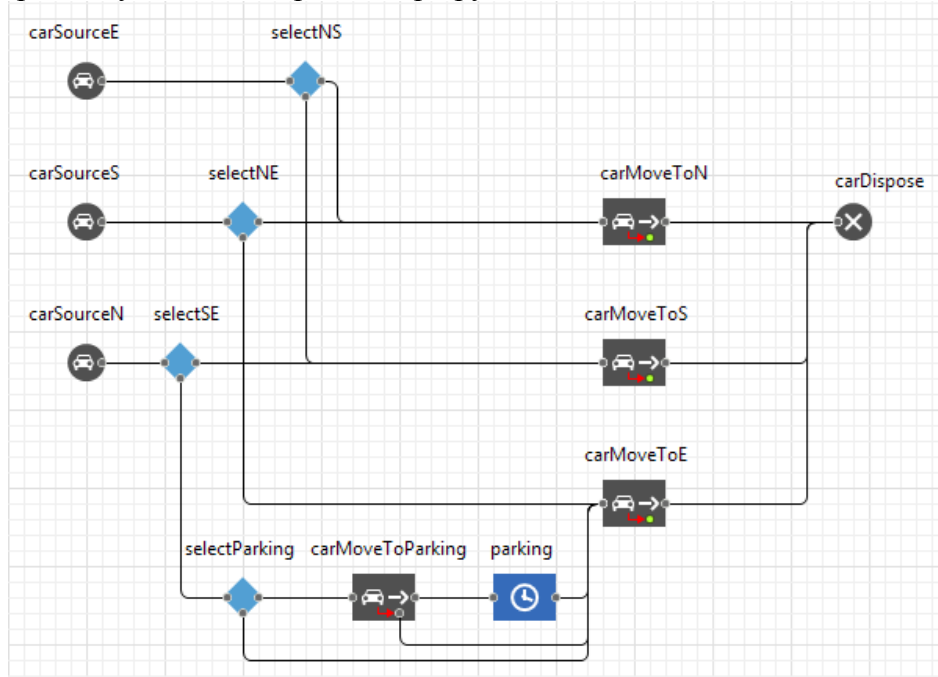 carSourceE
selectNS
carSourceS
selectNE
carMoveToN
carDispose
carSourceN
selectSE
carMoveToS
carMoveToE
selectParking
carMoveToParking
parking